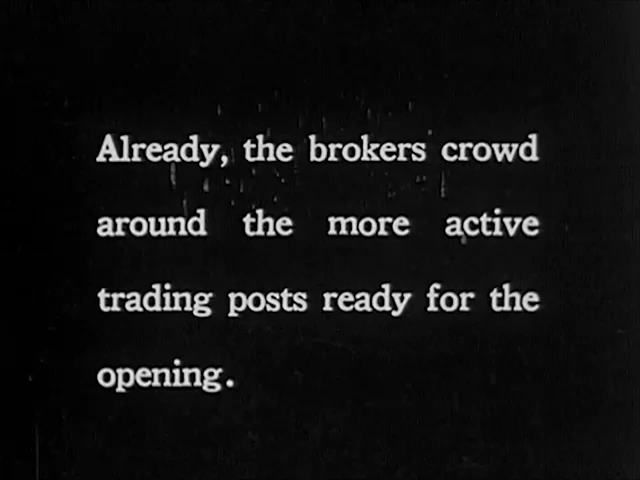 Already, the brokers crowd
around the more active
trading posts ready for the
opening.